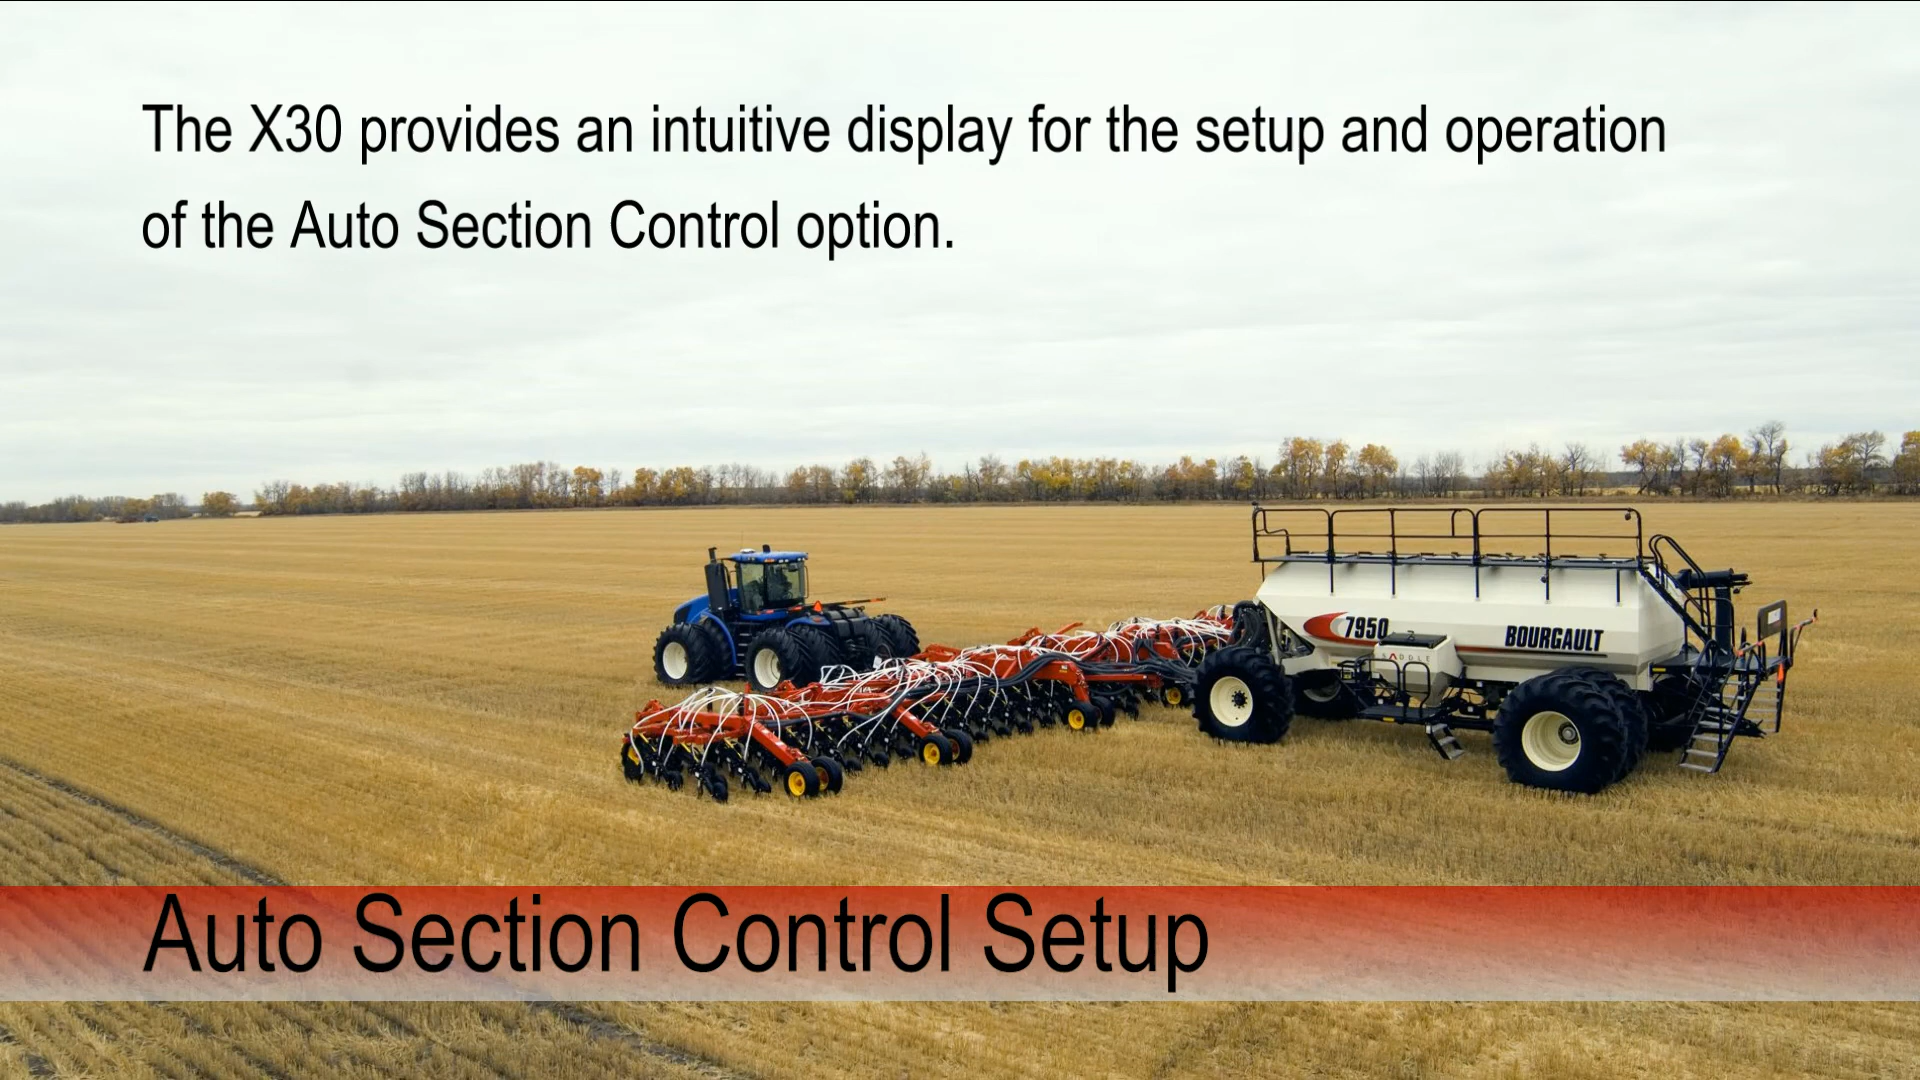 The X30 provides an intuitive display for the setup and operation
of the Auto Section Control option.
7950
BOURGAULT
SADDLE
Auto Section Control Setup